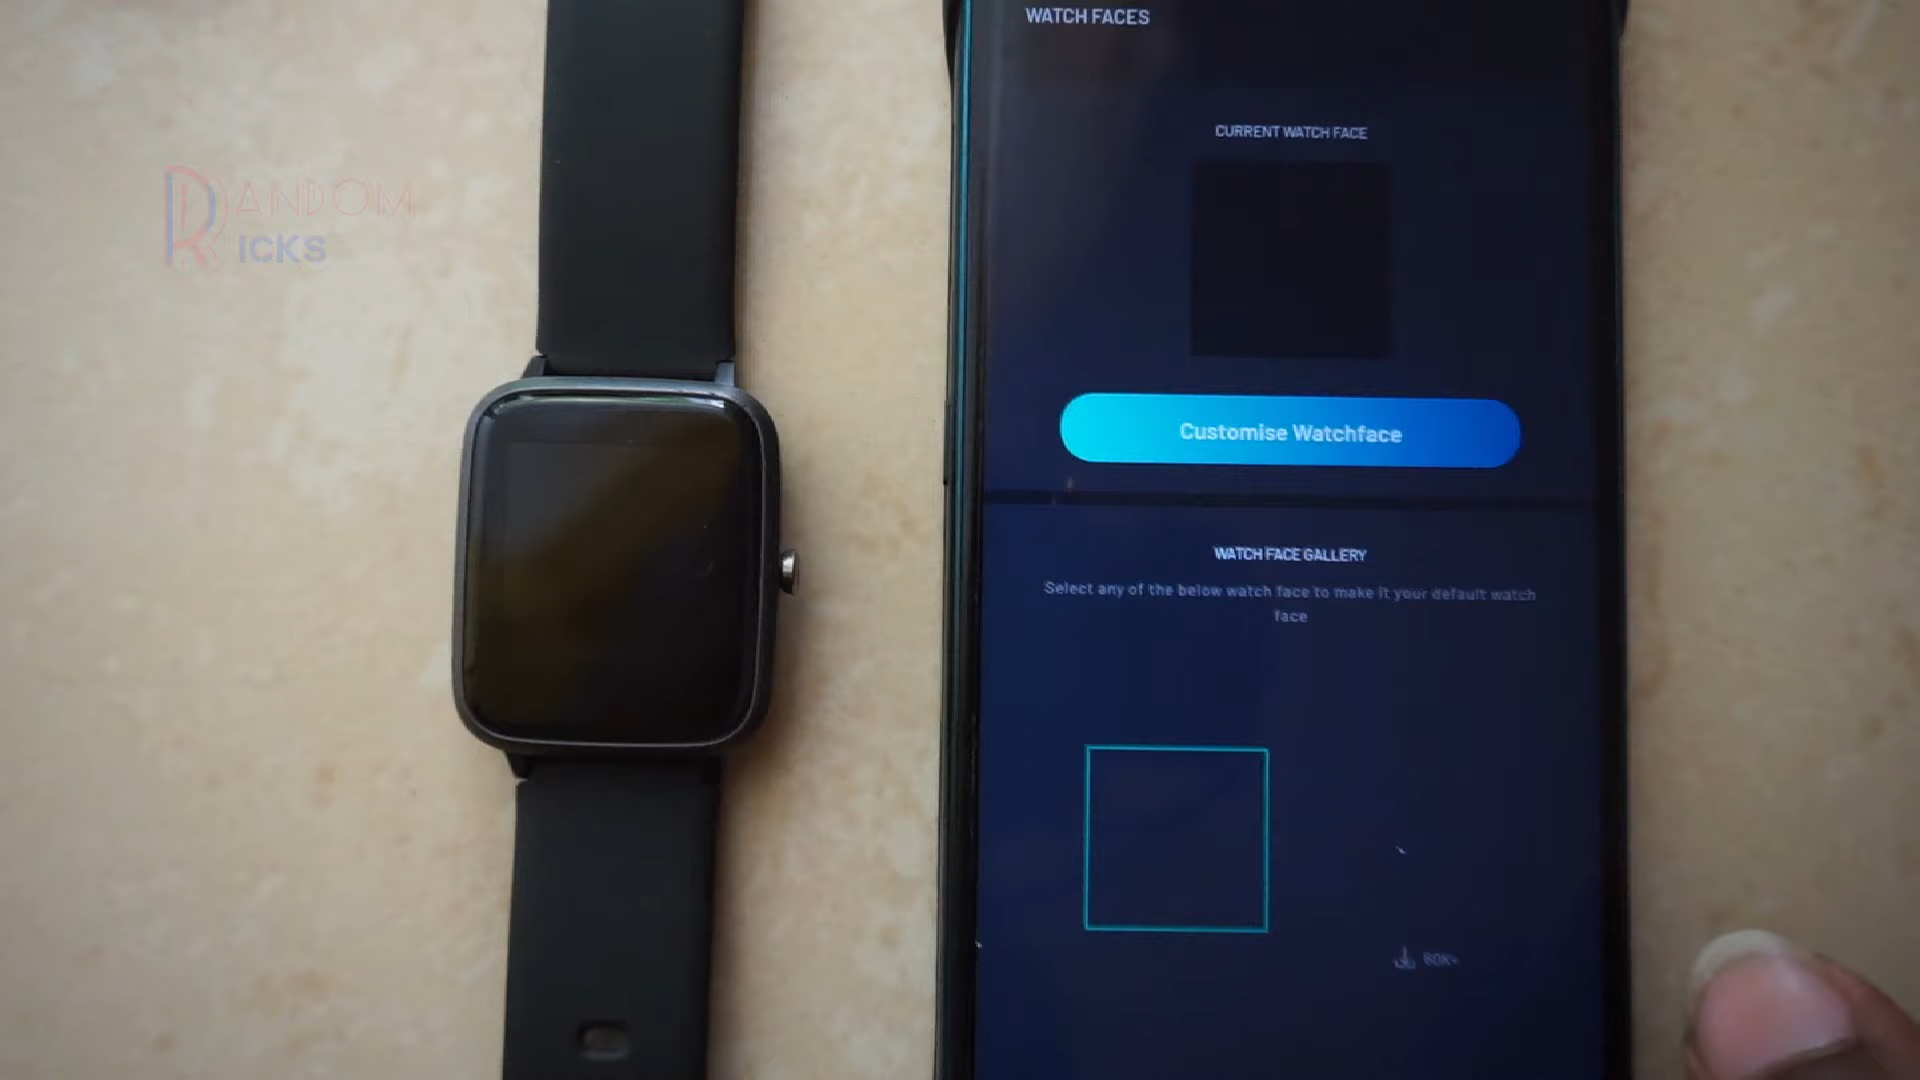 WATCH FACES
CURRENT WATCH FACE
RANDOM
RICKS
Customise Watchface
WATCH FACE GALLERY
Select any of the below watch face to make it your default watch
face